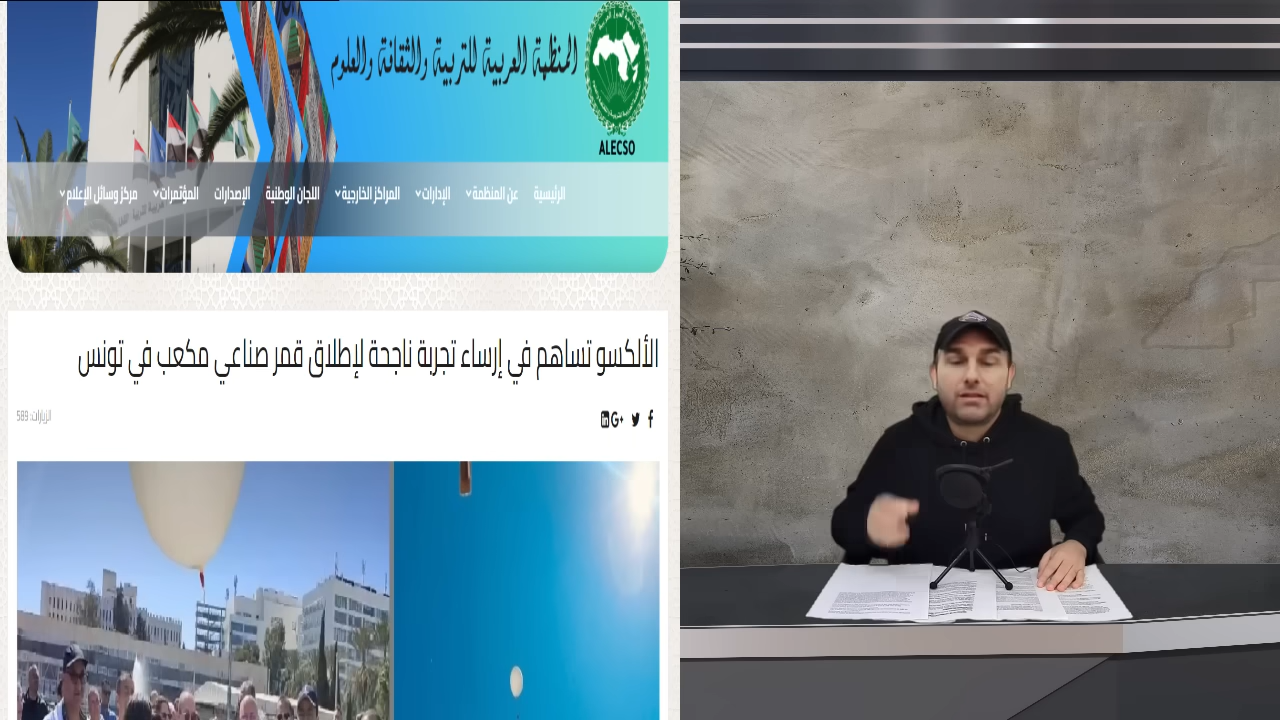 المنظمة العربية للتربية والثقافة والعلوم
ALECSO
الرئيسية عن المنظمة الإدارات المراكز الخارجية اللجان الوطنية الإصدارات المؤتمرات مركز وسائل الإعلام
الألكسو تساهم في إرساء تجربة ناجحة لإطلاق قمر صناعي مكعب في تونس
الزيارات: 589